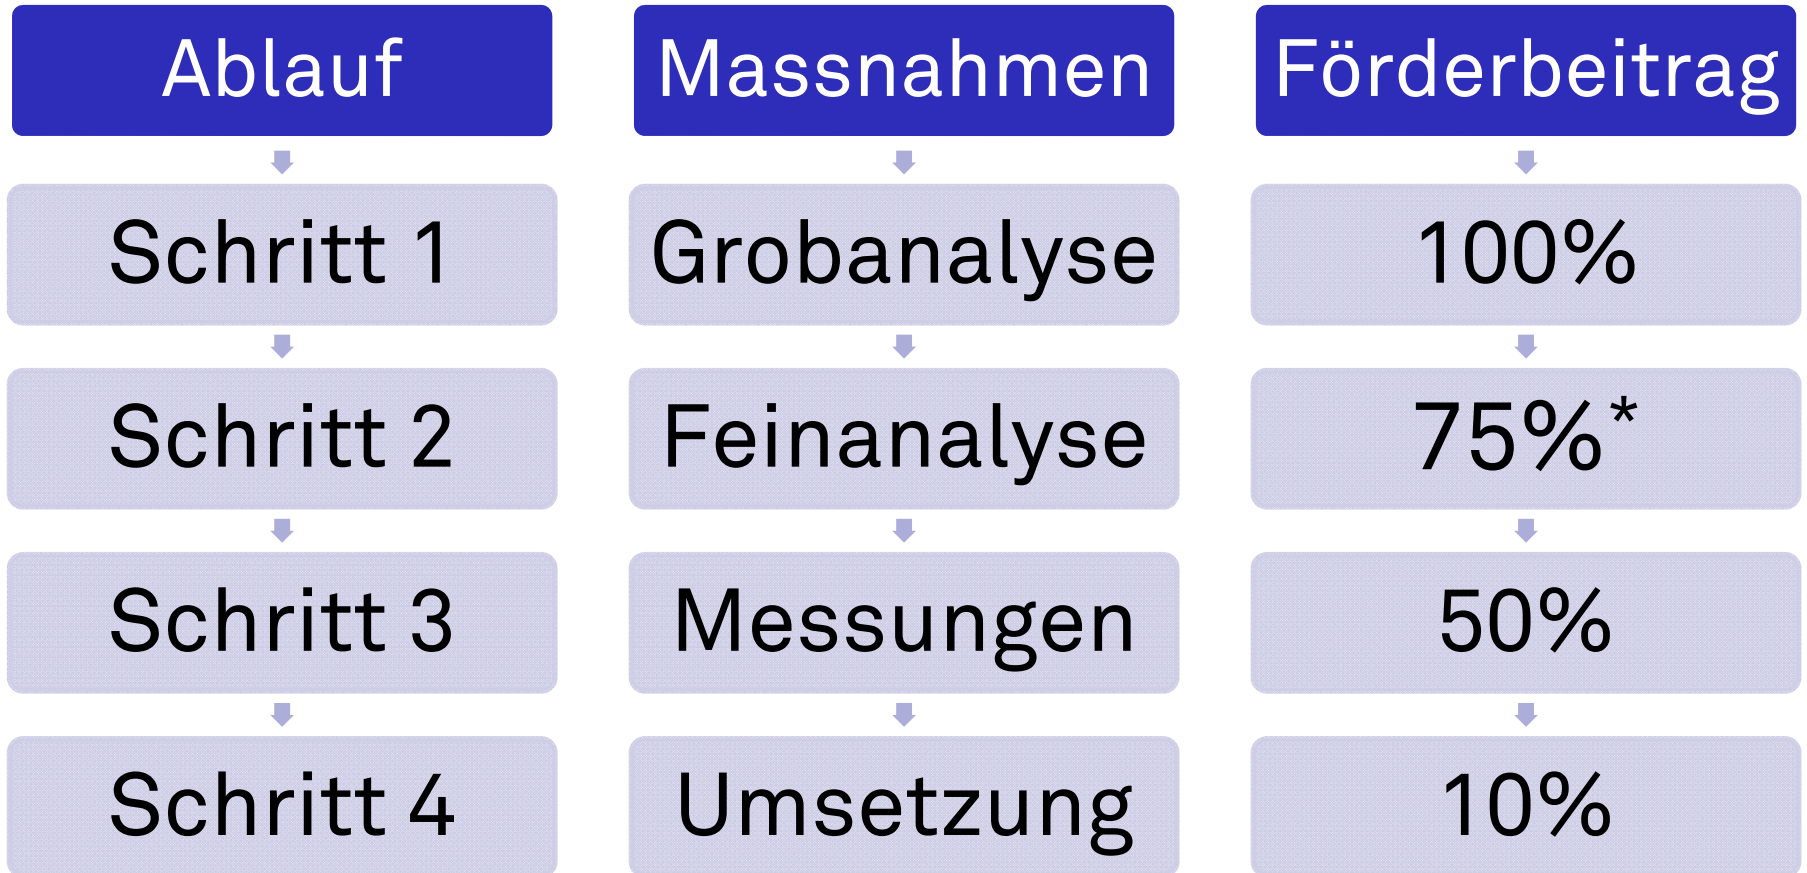 Ablauf Massnahmen Förderbeitrag
Schritt 1 Grobanalyse 100%
Schritt 2 Feinanalyse 75%*
Schritt 3 Messungen 50%
Schritt 4 Umsetzung 10%